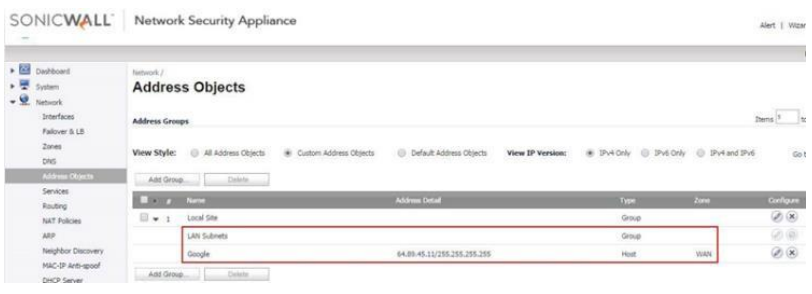 SONICWALL Network Security Appliance
Alert | Wizar
Dashboard
System
Network
Interfaces
Failover & LB
Zones
DNS
Address Objects
Services
Routing
NAT Policies
ARP
Neighbor Discovery
MAC-IP Anti-spoof
DHCP Server
Network /
Address Objects
Address Groups
Items 1 to
View Style: All Address Objects Custom Address Objects Default Address Objects View IP Version: IPv4 Only IPv6 Only IPv4 and IPv6 Go t
Add Group... Delete
# Name Address Detail Type Zone Configure
1 Local Site Group
LAN Subnets Group
Google 64.89.45.11/255.255.255.255 Host WAN
Add Group... Delete